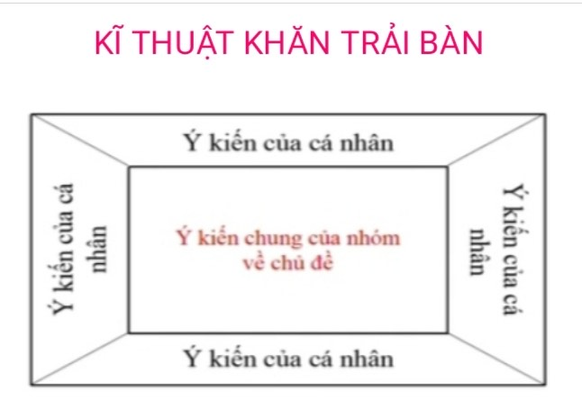 KĨ THUẬT KHĂN TRẢI BÀN
Ý kiến của cá nhân
Ý kiến của cá
nhân
Ý kiến chung của nhóm
về chủ đề
Ý kiến của cá
nhân
Ý kiến của cá nhân